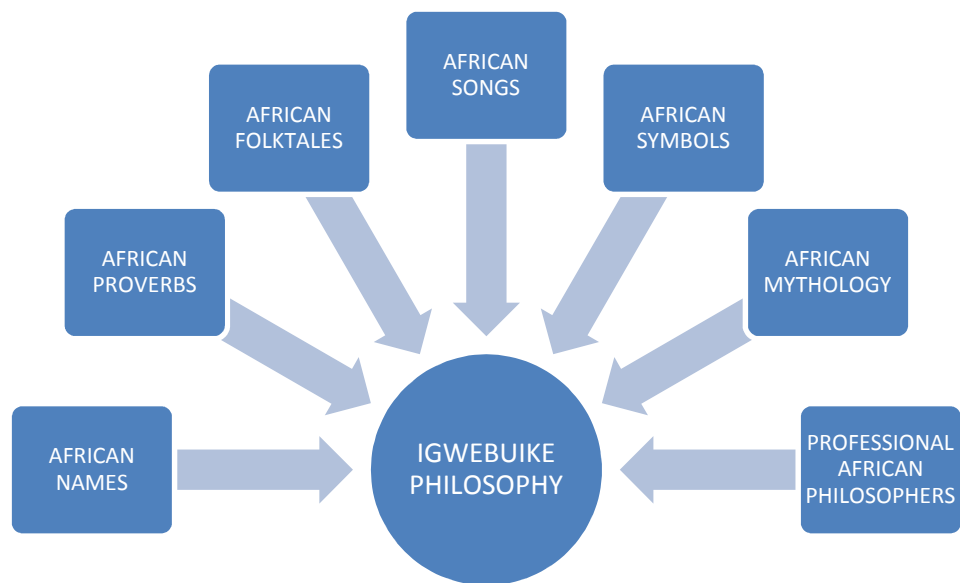 AFRICAN
SONGS
AFRICAN
FOLKTALES
AFRICAN
SYMBOLS
AFRICAN
PROVERBS
AFRICAN
MYTHOLOGY
AFRICAN
NAMES
IGWEBUIKE
PHILOSOPHY
PROFESSIONAL
AFRICAN
PHILOSOPHERS